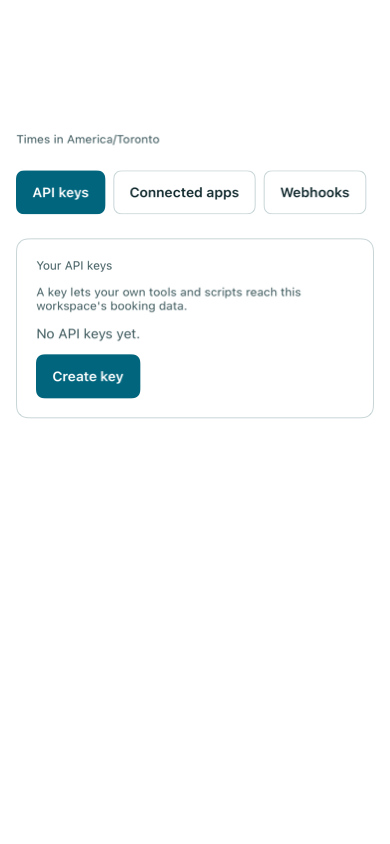 Times in America/Toronto
API keys
Connected apps
Webhooks
Your API keys
A key lets your own tools and scripts reach this
workspace's booking data.
No API keys yet.
Create key